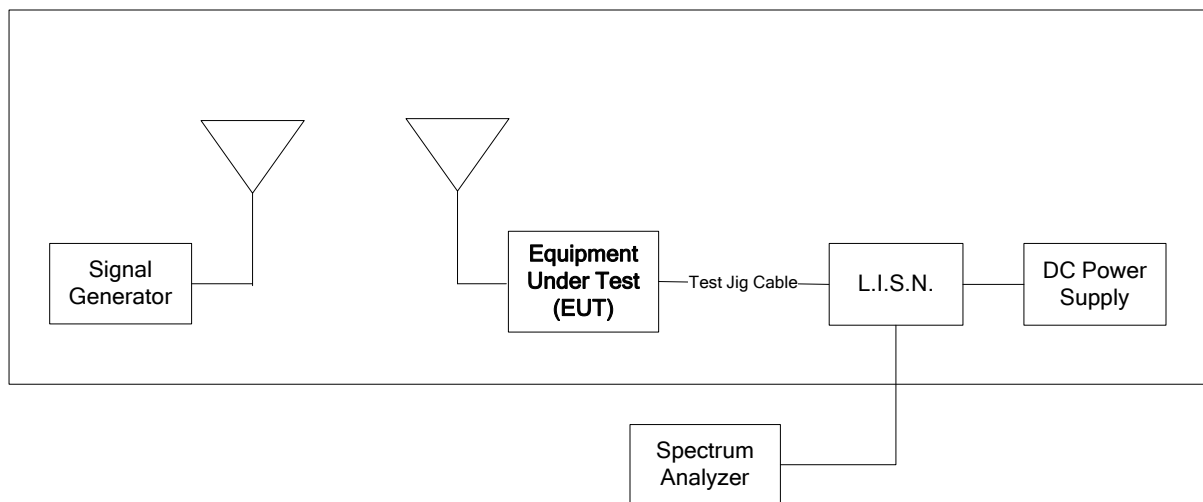 Signal
Generator
Equipment
Under Test
(EUT)
Test Jig Cable
L.I.S.N.
DC Power
Supply
Spectrum
Analyzer